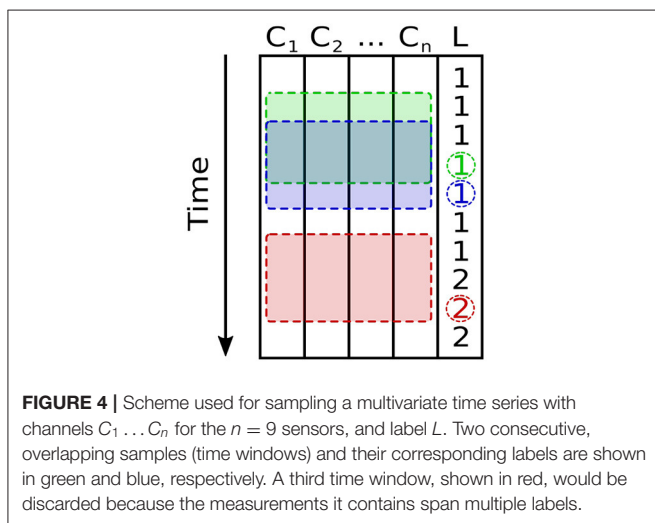 C1 C2 ... Cn L
Time
1
1
1
1
1
1
1
2
2
2
FIGURE 4 | Scheme used for sampling a multivariate time series with
channels C1 ... Cn for the n = 9 sensors, and label L. Two consecutive,
overlapping samples (time windows) and their corresponding labels are shown
in green and blue, respectively. A third time window, shown in red, would be
discarded because the measurements it contains span multiple labels.